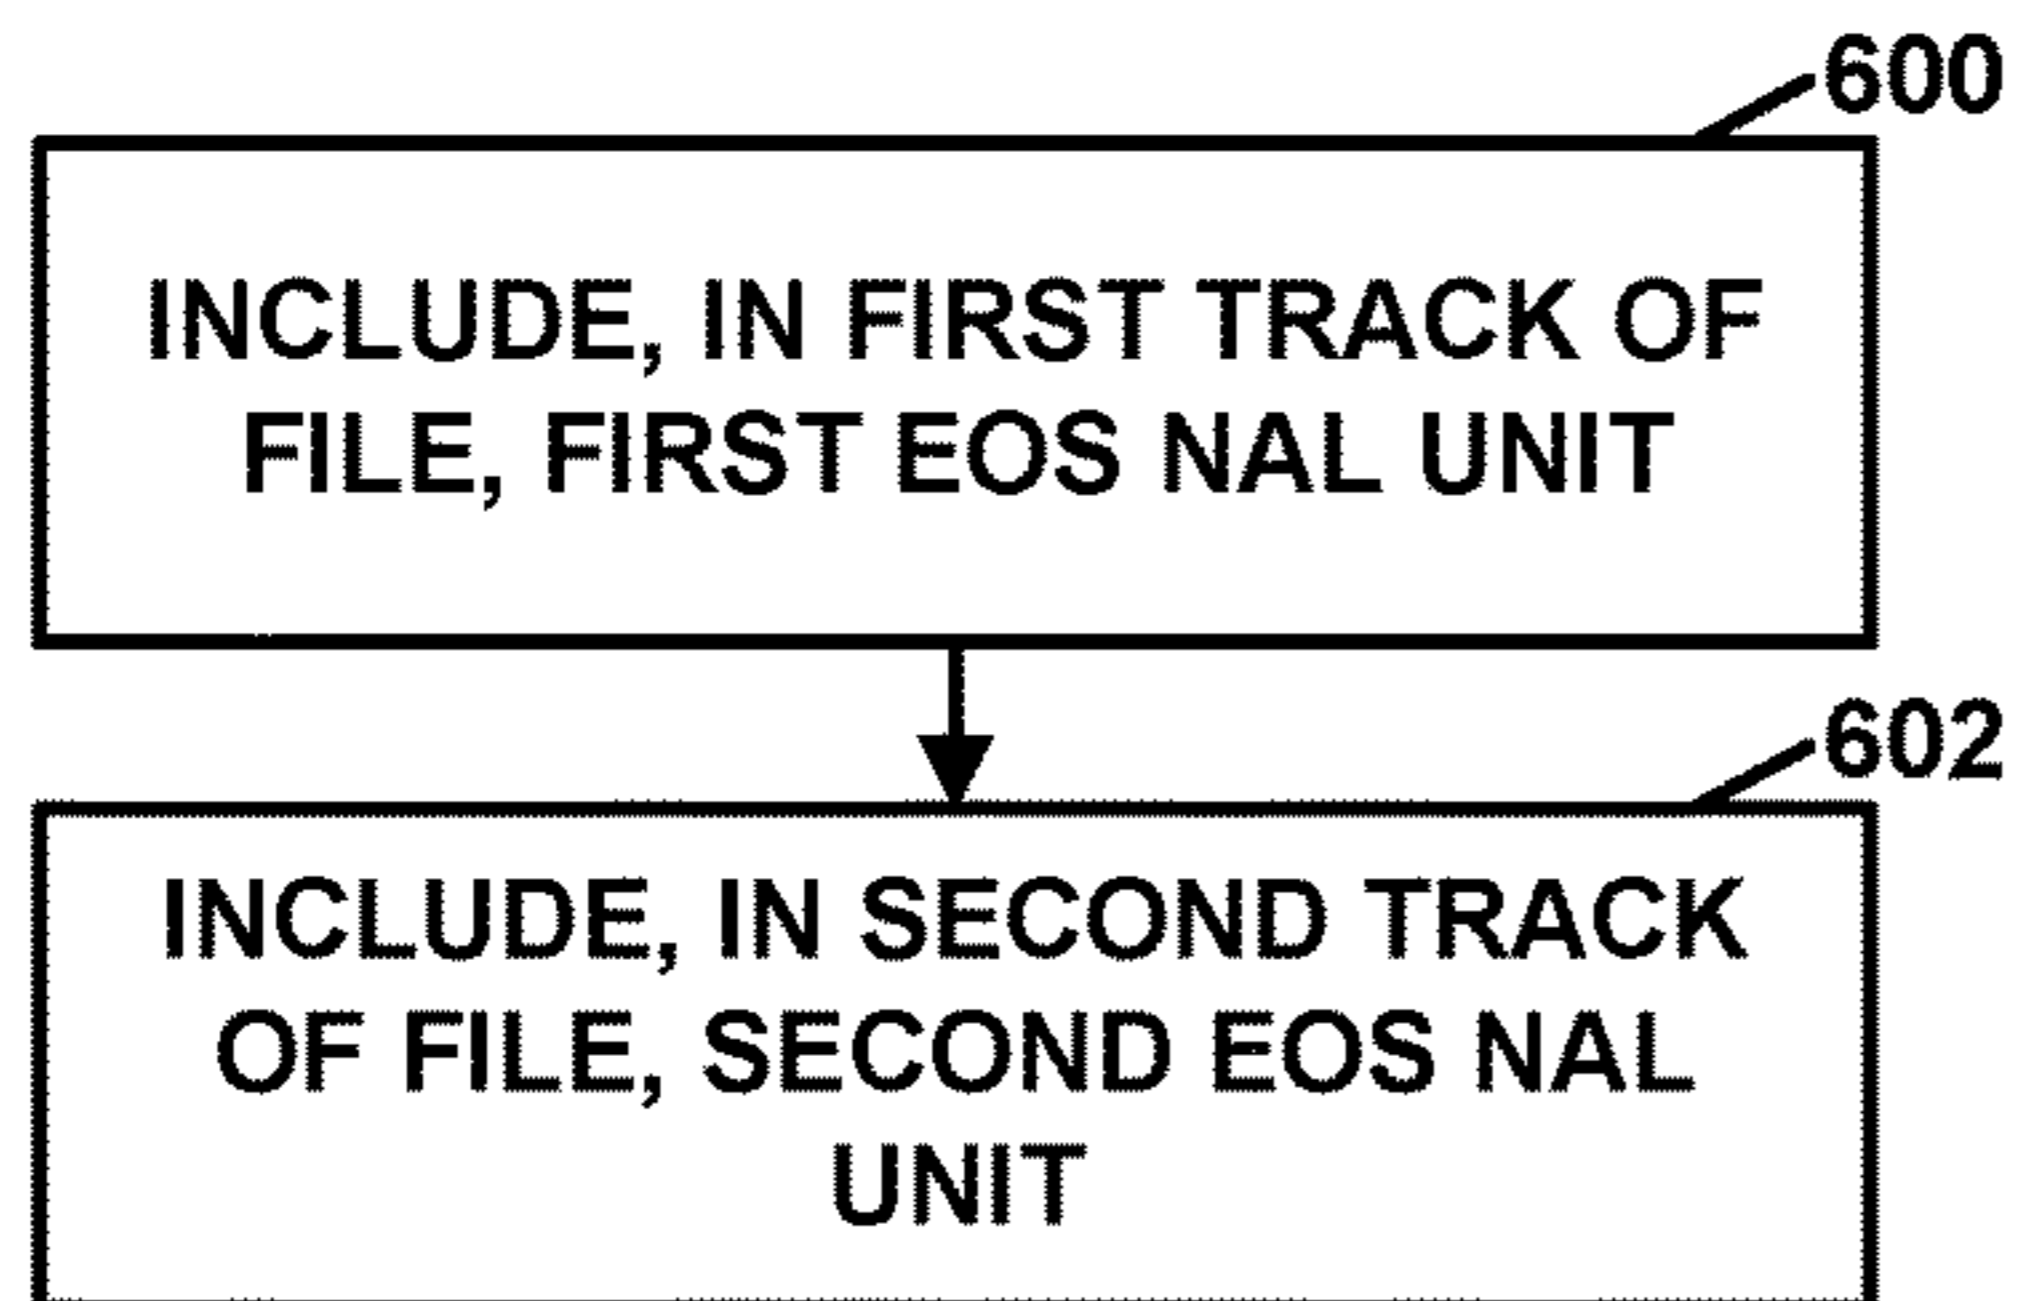 600
INCLUDE, IN FIRST TRACK OF
FILE, FIRST EOS NAL UNIT
602
INCLUDE, IN SECOND TRACK
OF FILE, SECOND EOS NAL
UNIT